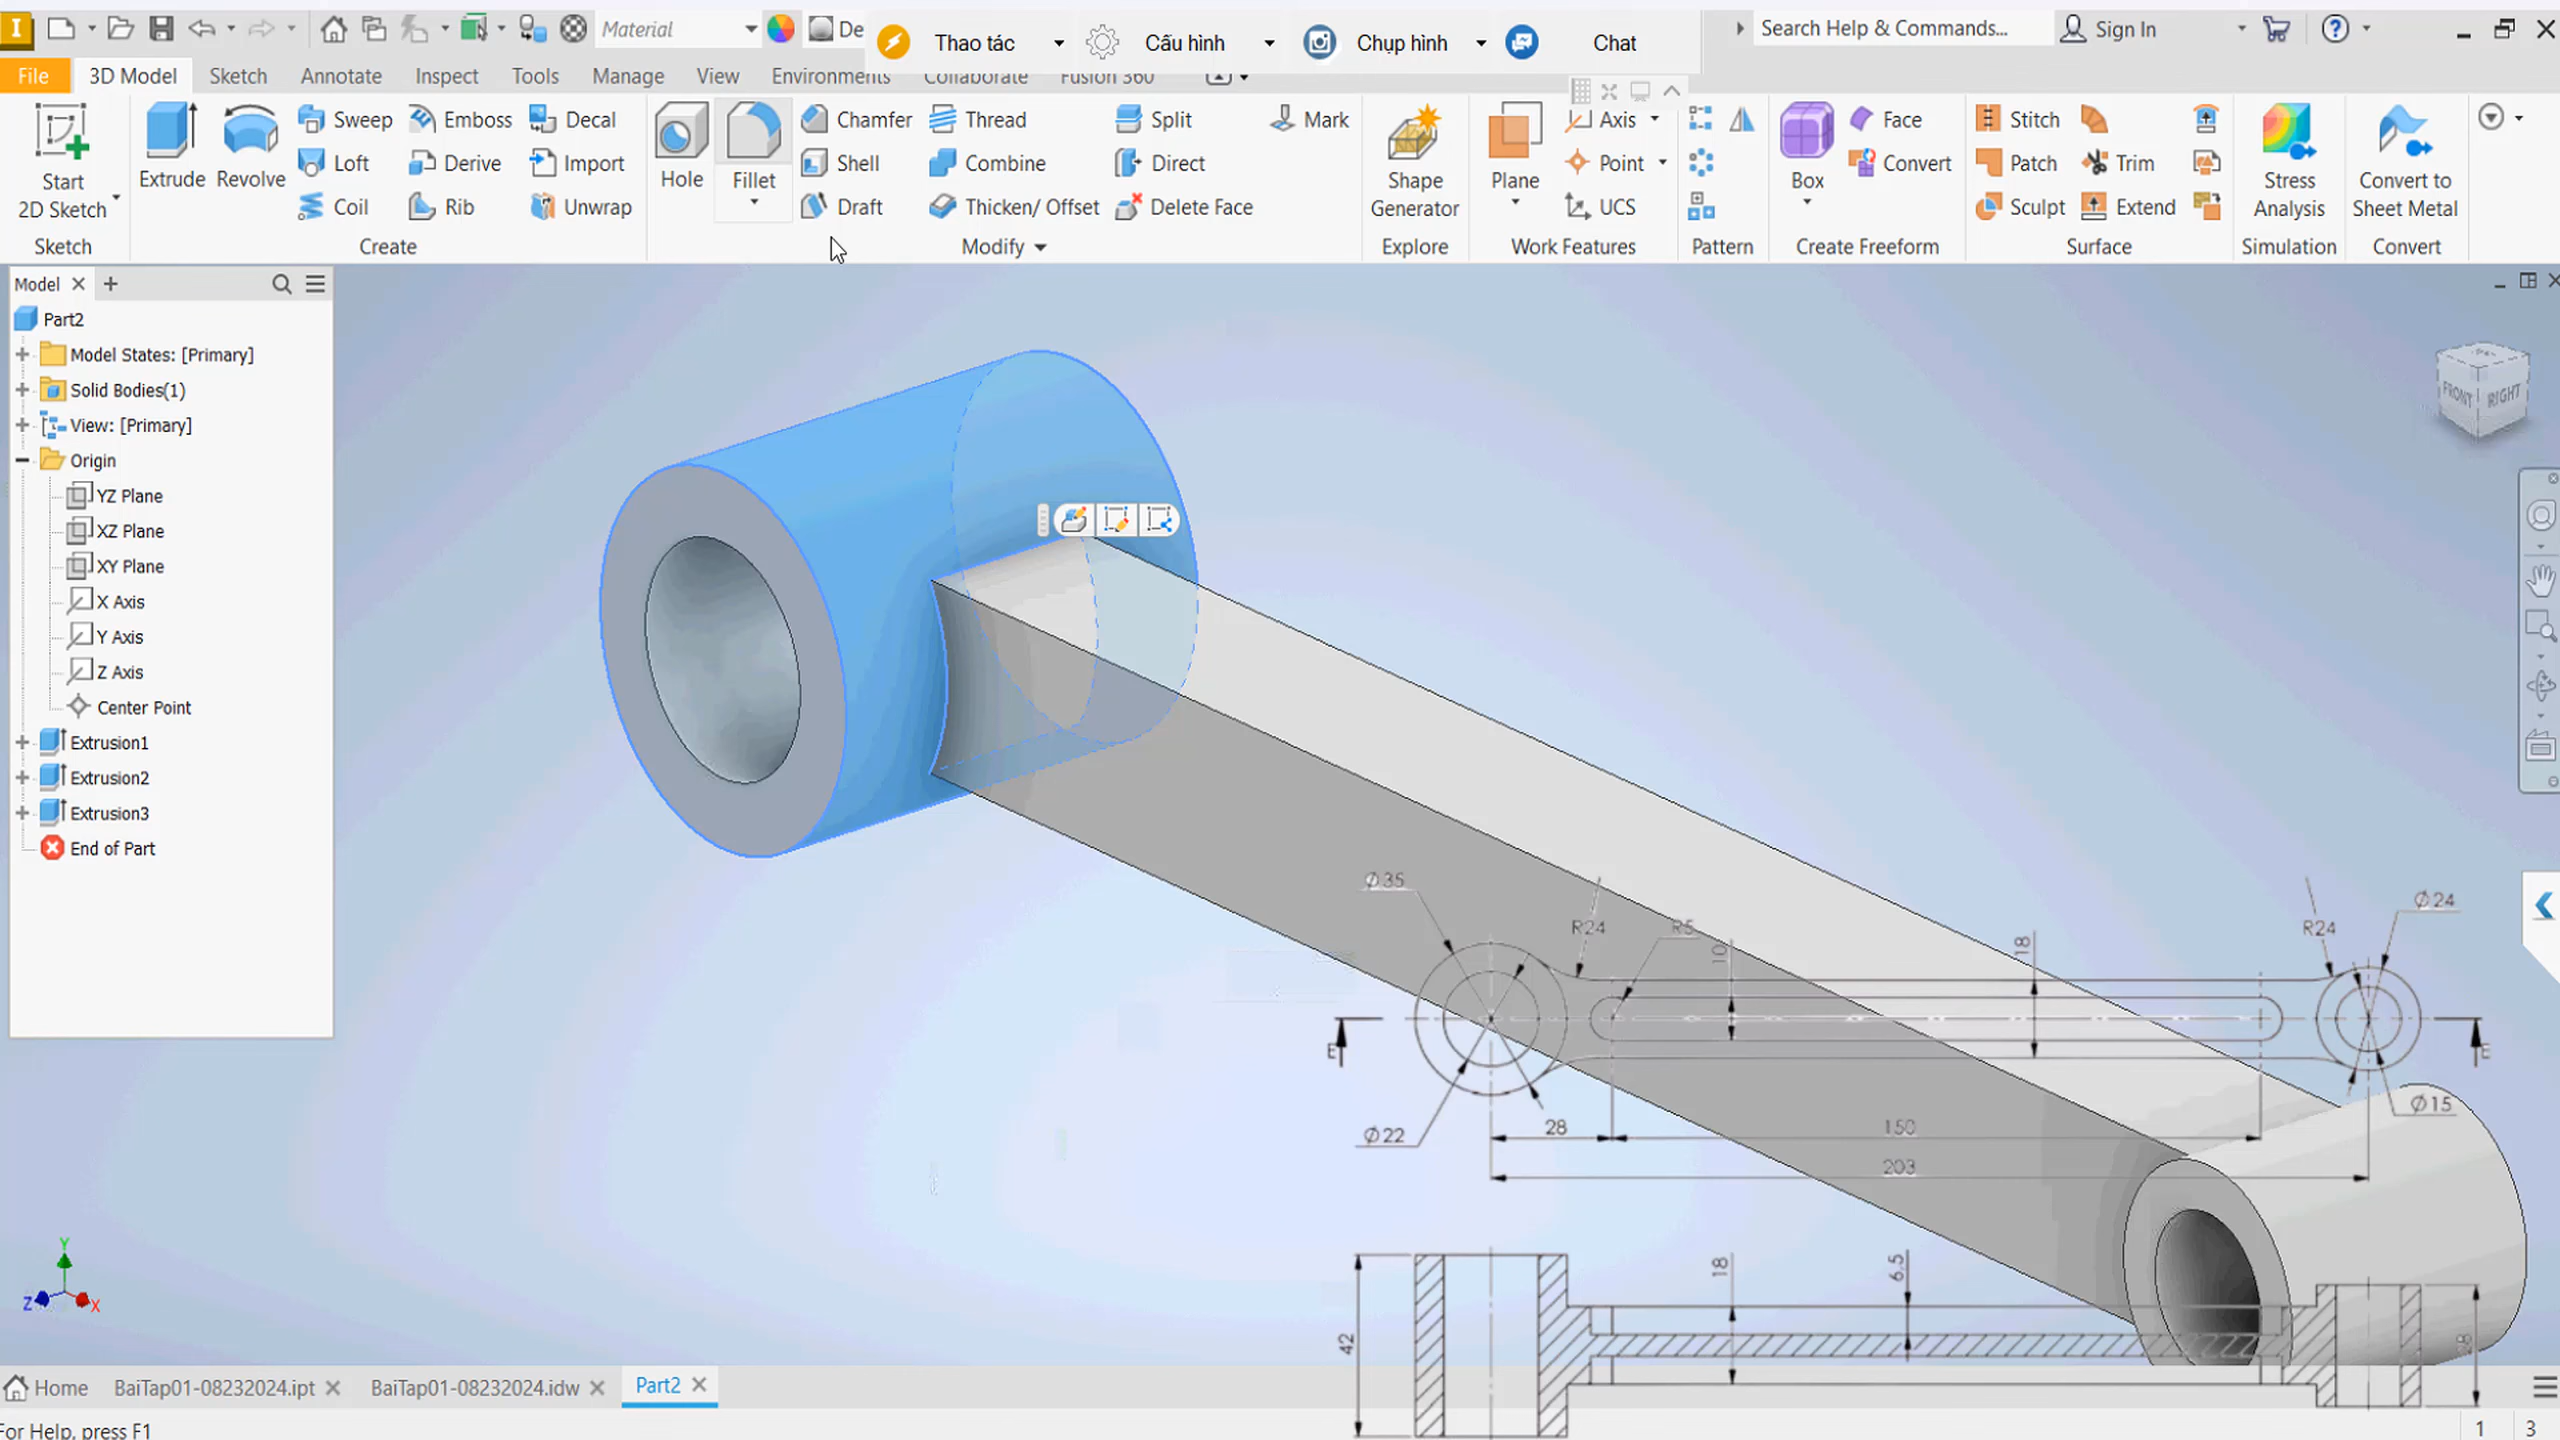 Material
De
Thao tác
Cấu hình
Chụp hình
Chat
Search Help & Commands...
Sign In
File
3D Model
Sketch
Annotate
Inspect
Tools
Manage
View
Environments
Collaborate
Fusion 360
Start
2D Sketch
Extrude
Revolve
Sweep
Loft
Coil
Emboss
Derive
Rib
Decal
Import
Unwrap
Hole
Fillet
Chamfer
Shell
Draft
Thread
Combine
Thicken/ Offset
Split
Direct
Delete Face
Mark
Shape
Generator
Plane
Axis
Point
UCS
Box
Face
Convert
Stitch
Patch
Sculpt
Trim
Extend
Stress
Analysis
Convert to
Sheet Metal
Sketch
Create
Modify
Explore
Work Features
Pattern
Create Freeform
Surface
Simulation
Convert
Model
Part2
Model States: [Primary]
Solid Bodies(1)
View: [Primary]
Origin
YZ Plane
XZ Plane
XY Plane
X Axis
Y Axis
Z Axis
Center Point
Extrusion1
Extrusion2
Extrusion3
End of Part
FRONT
RIGHT
Ø35
R24
R5
10
18
R24
Ø24
E
E
Ø22
28
150
Ø15
203
42
18
6.5
Y
Z
X
Home
BaiTap01-08232024.ipt
BaiTap01-08232024.idw
Part2
For Help, press F1
1
3